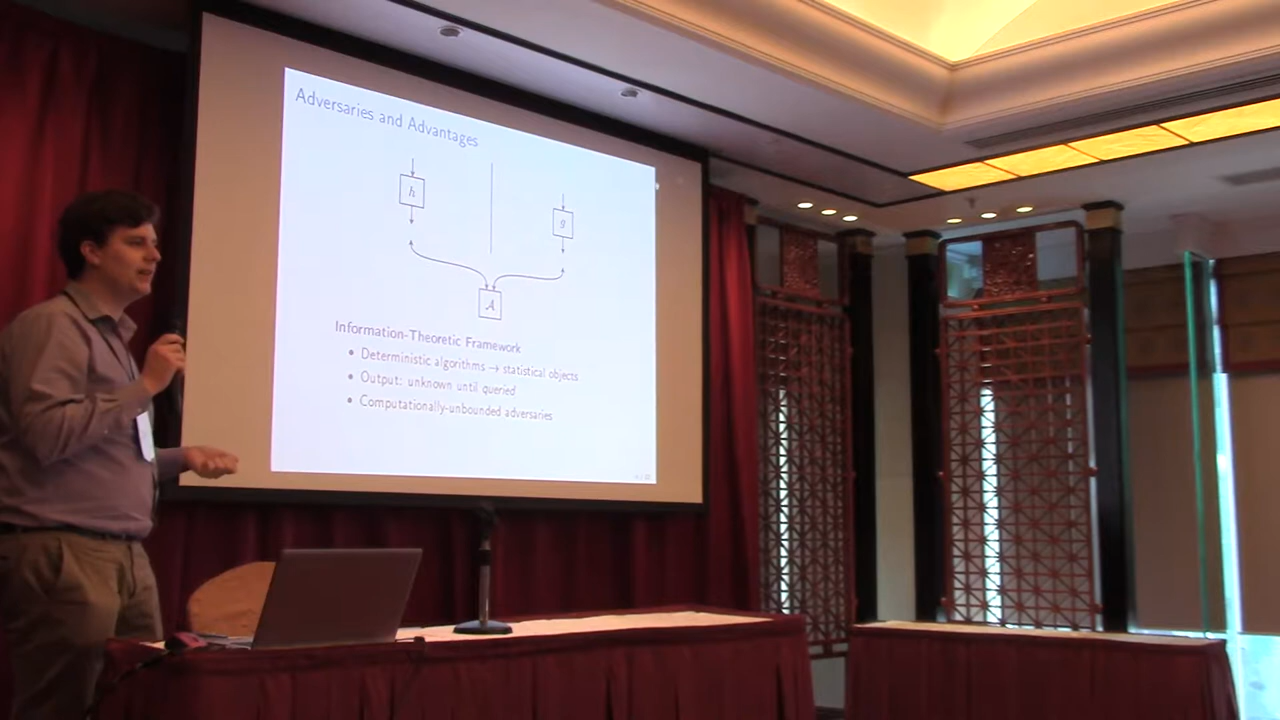 Adversaries and Advantages
h
g
A
Information-Theoretic Framework
• Deterministic algorithms → statistical objects
• Output: unknown until queried
• Computationally-unbounded adversaries